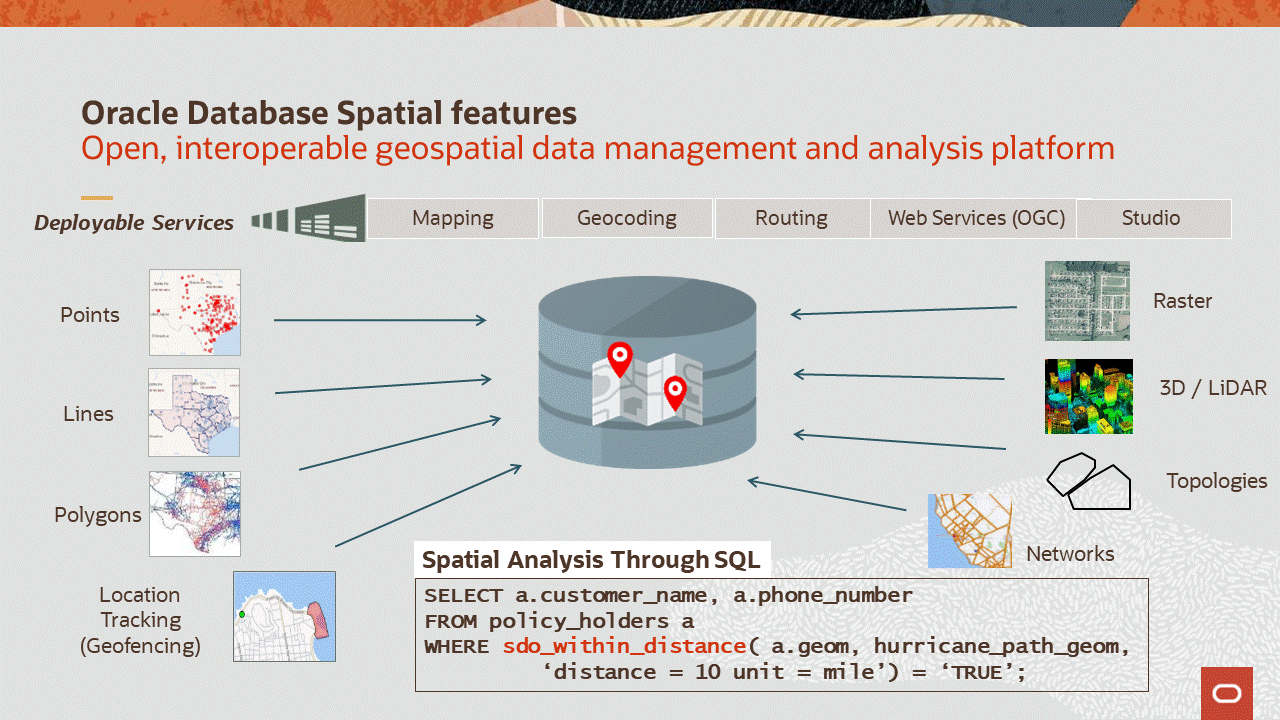 Oracle Database Spatial features
Open, interoperable geospatial data management and analysis platform
Deployable Services
Mapping
Geocoding
Routing
Web Services (OGC)
Studio
Points
Lines
Polygons
Location
Tracking
(Geofencing)
Raster
3D / LiDAR
Topologies
Networks
Spatial Analysis Through SQL
SELECT a.customer_name, a.phone_number
FROM policy_holders a
WHERE sdo_within_distance( a.geom, hurricane_path_geom,
‘distance = 10 unit = mile’) = ‘TRUE’;